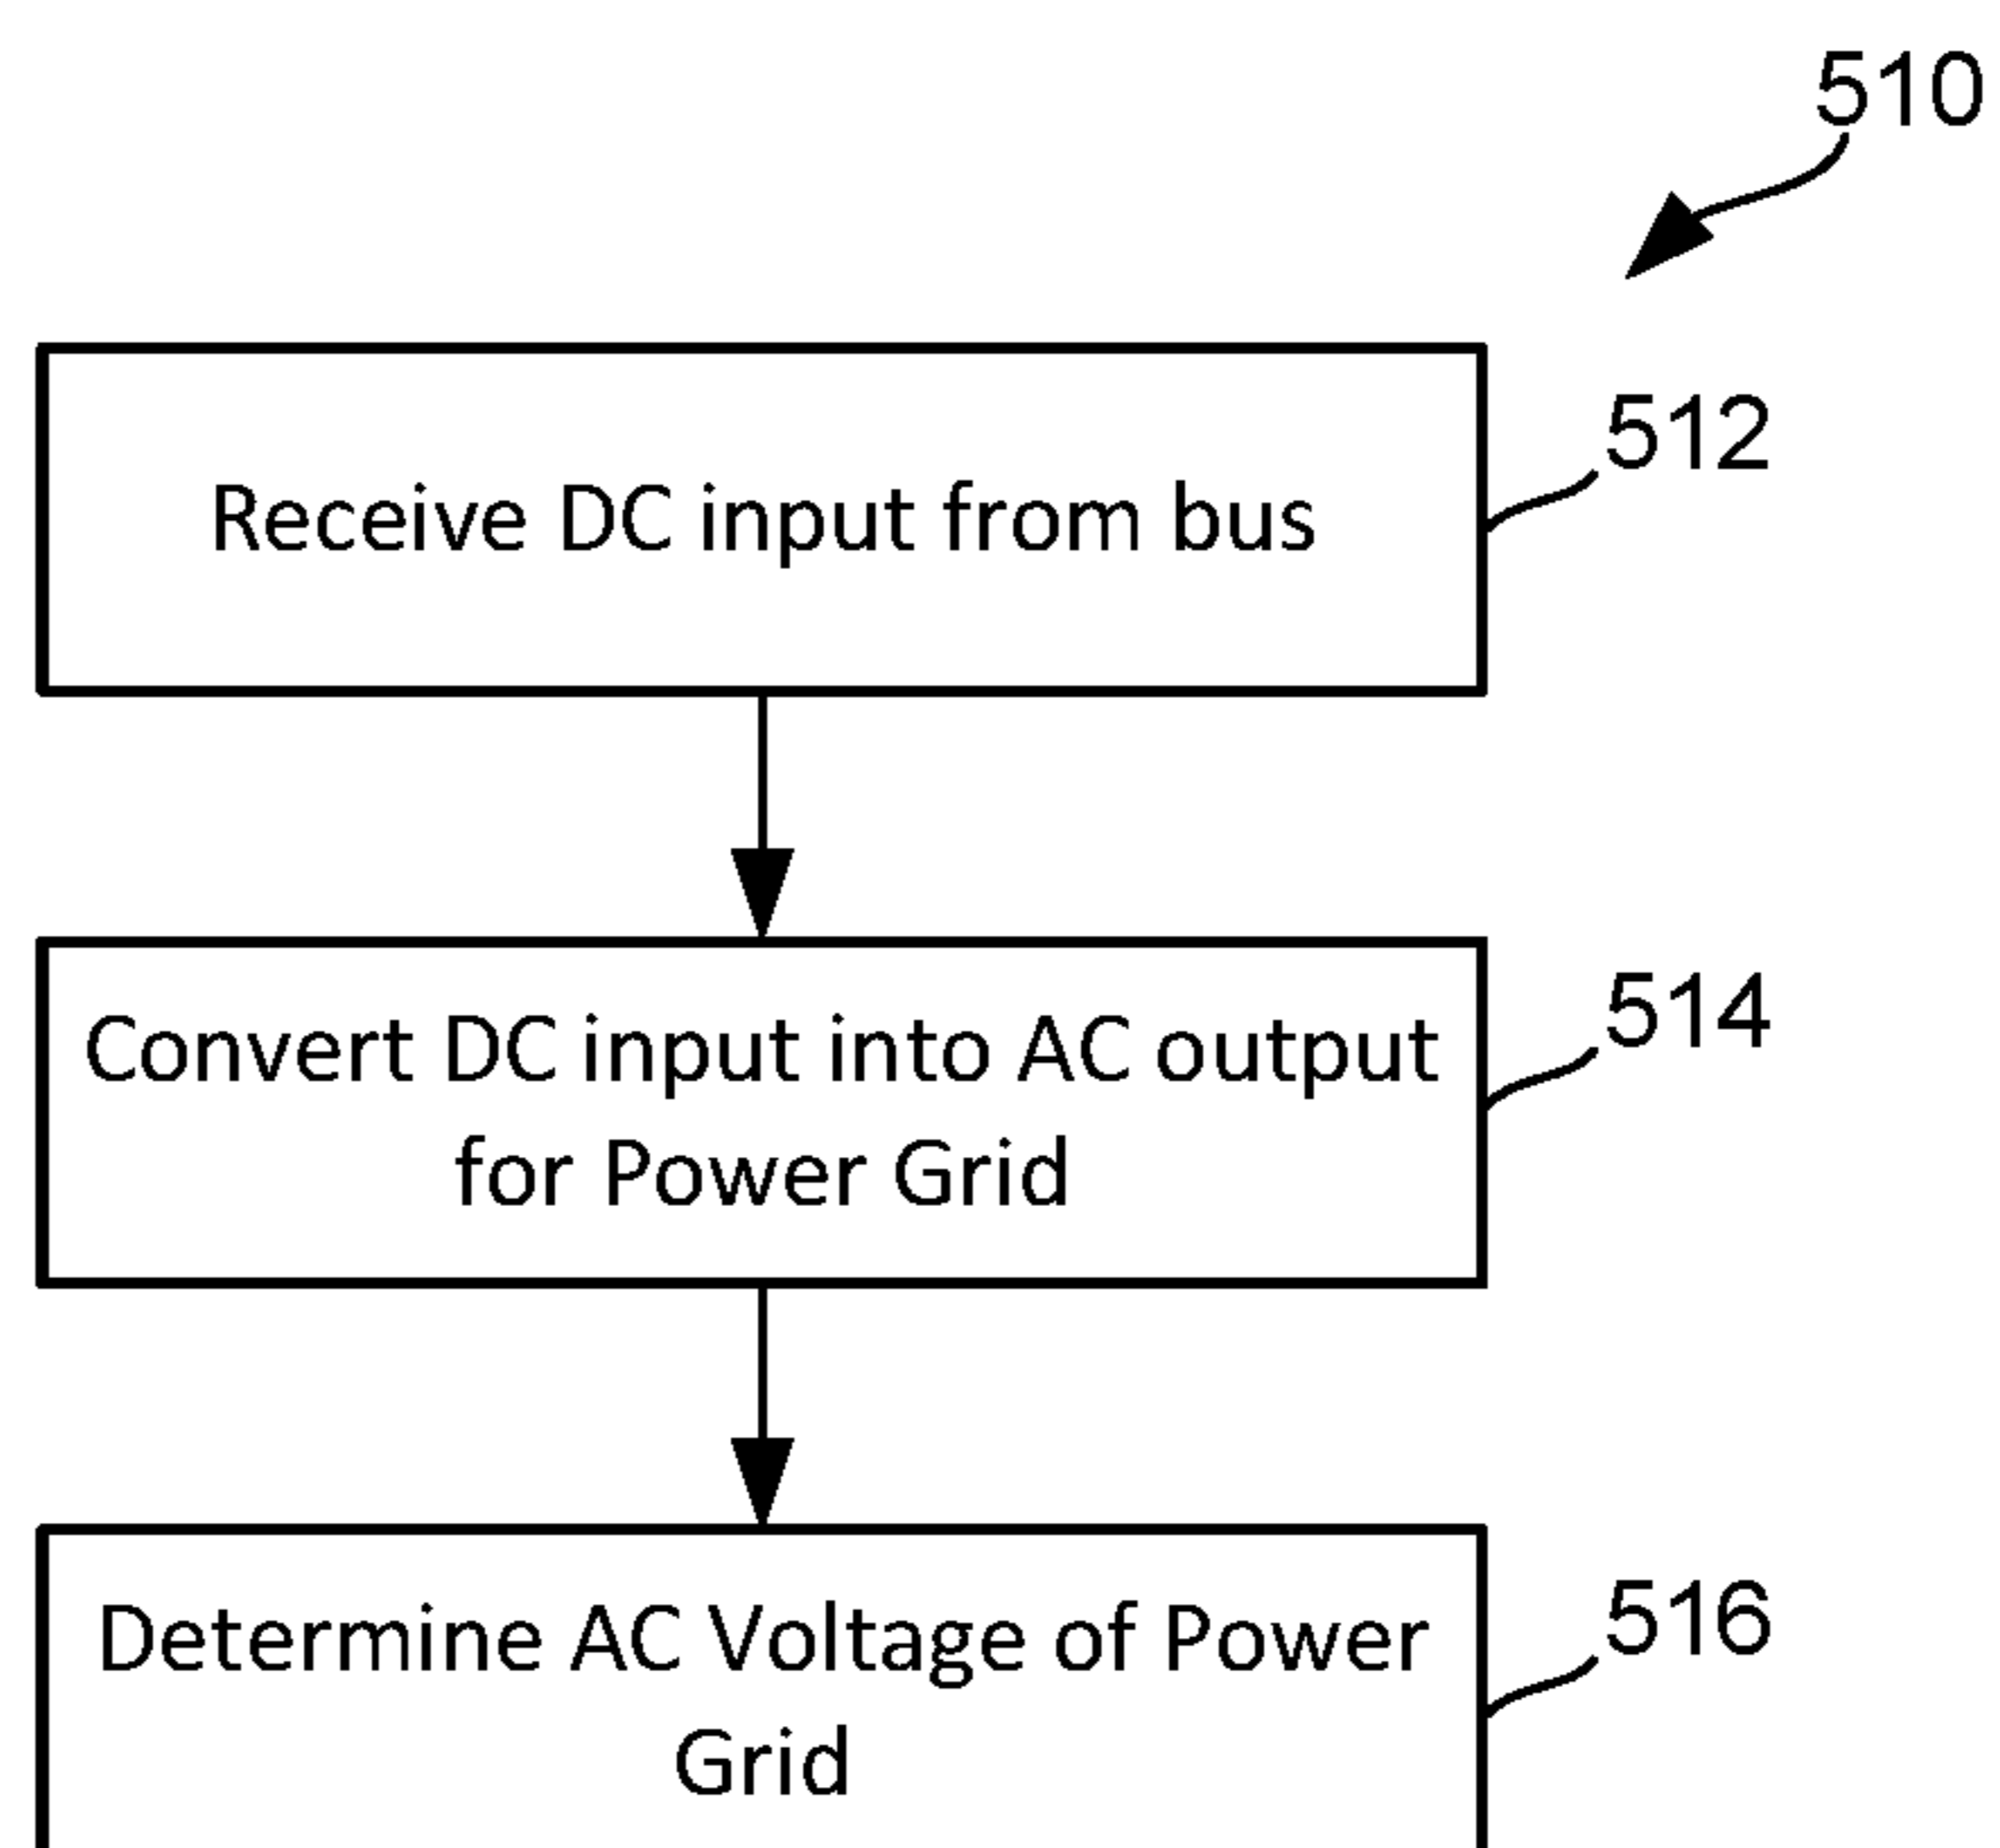 510
512
Receive DC input from bus
514
Convert DC input into AC output
for Power Grid
516
Determine AC Voltage of Power
Grid